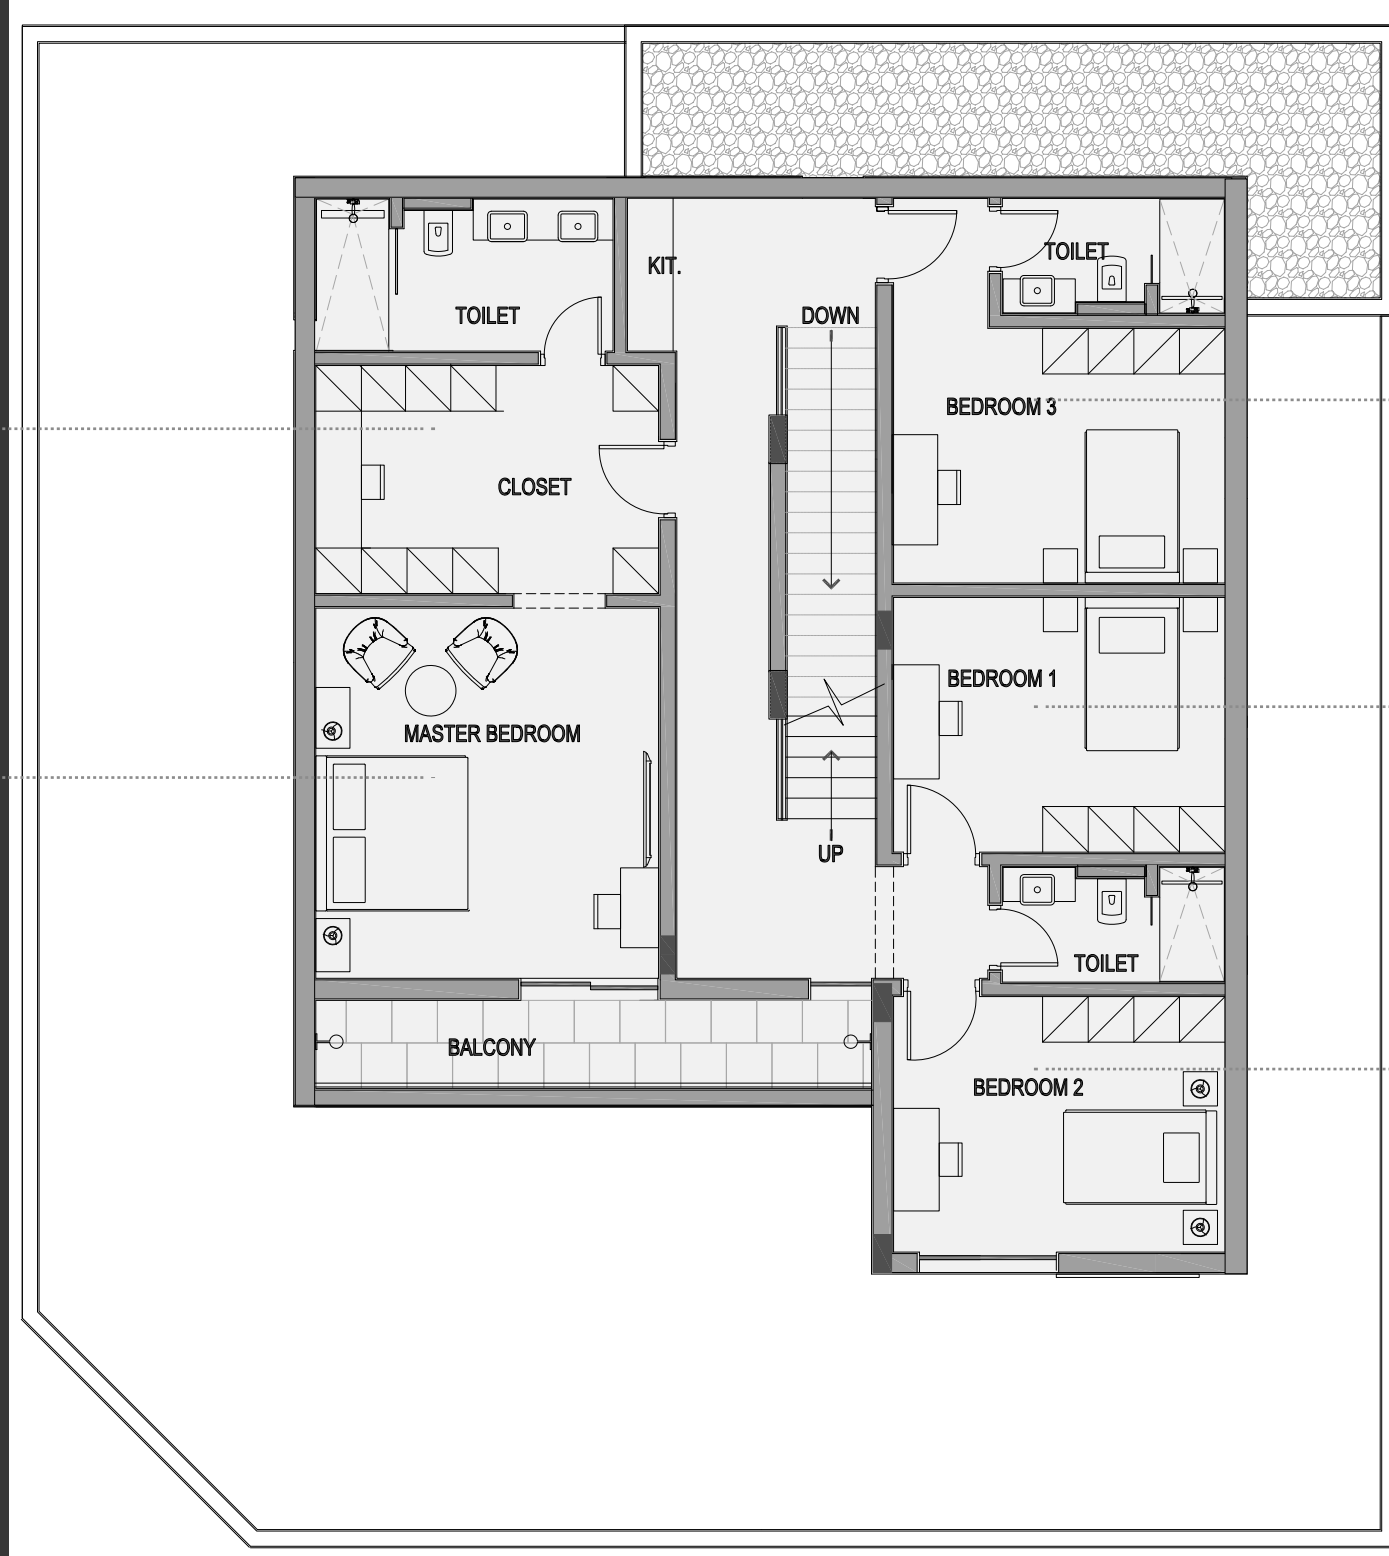 TOILET
KIT.
DOWN
TOILET
BEDROOM 3
CLOSET
BEDROOM 1
MASTER BEDROOM
UP
TOILET
BALCONY
BEDROOM 2